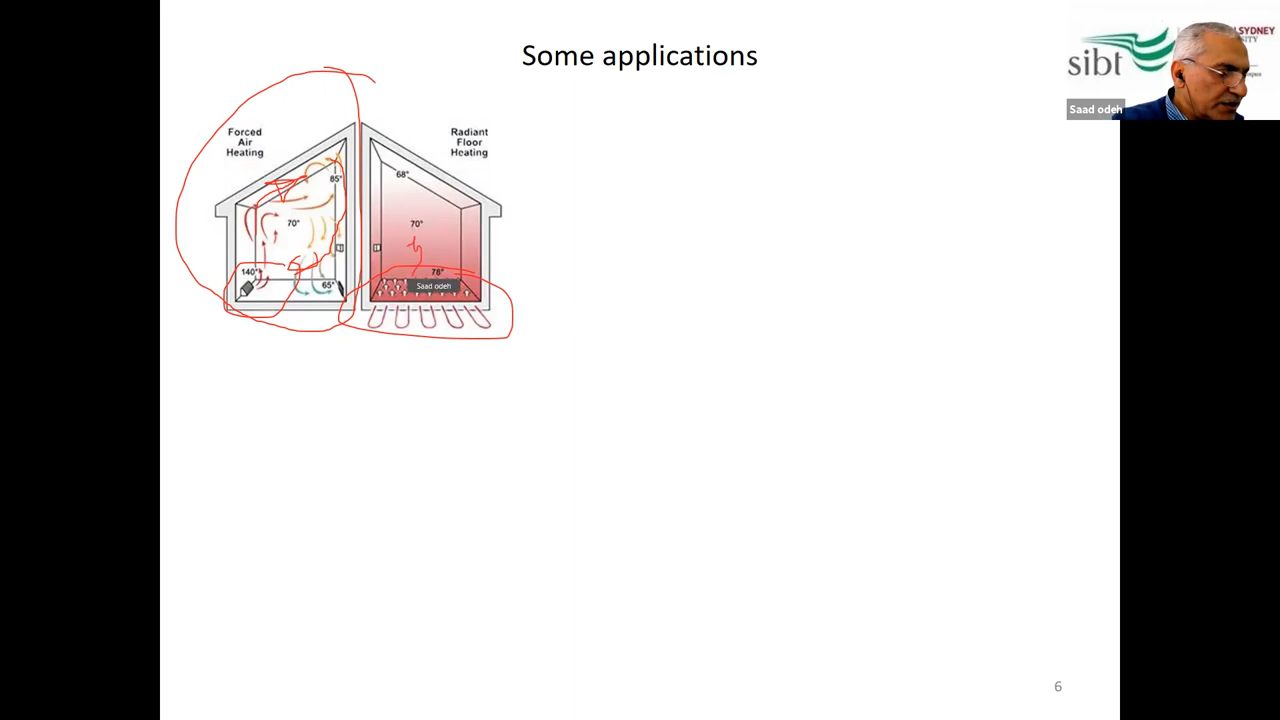 Some applications
SYDNEY
sibt
Saad odeh
Forced
Air
Heating
Radiant
Floor
Heating
85°
68°
70°
70°
140°
65°
78°
Saad odeh
6